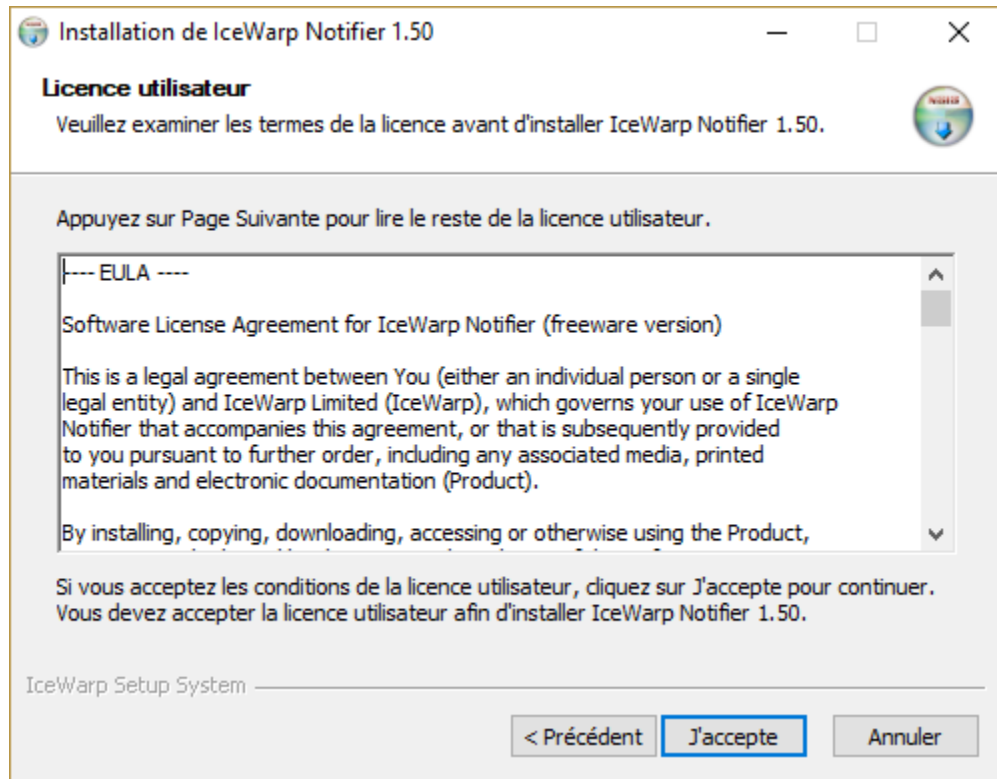 Installation de IceWarp Notifier 1.50
Licence utilisateur
Veuillez examiner les termes de la licence avant d'installer IceWarp Notifier 1.50.
Appuyez sur Page Suivante pour lire le reste de la licence utilisateur.
---- EULA ----
Software License Agreement for IceWarp Notifier (freeware version)
This is a legal agreement between You (either an individual person or a single
legal entity) and IceWarp Limited (IceWarp), which governs your use of IceWarp
Notifier that accompanies this agreement, or that is subsequently provided
to you pursuant to further order, including any associated media, printed
materials and electronic documentation (Product).
By installing, copying, downloading, accessing or otherwise using the Product,
Si vous acceptez les conditions de la licence utilisateur, cliquez sur J'accepte pour continuer.
Vous devez accepter la licence utilisateur afin d'installer IceWarp Notifier 1.50.
IceWarp Setup System
< Précédent
J'accepte
Annuler